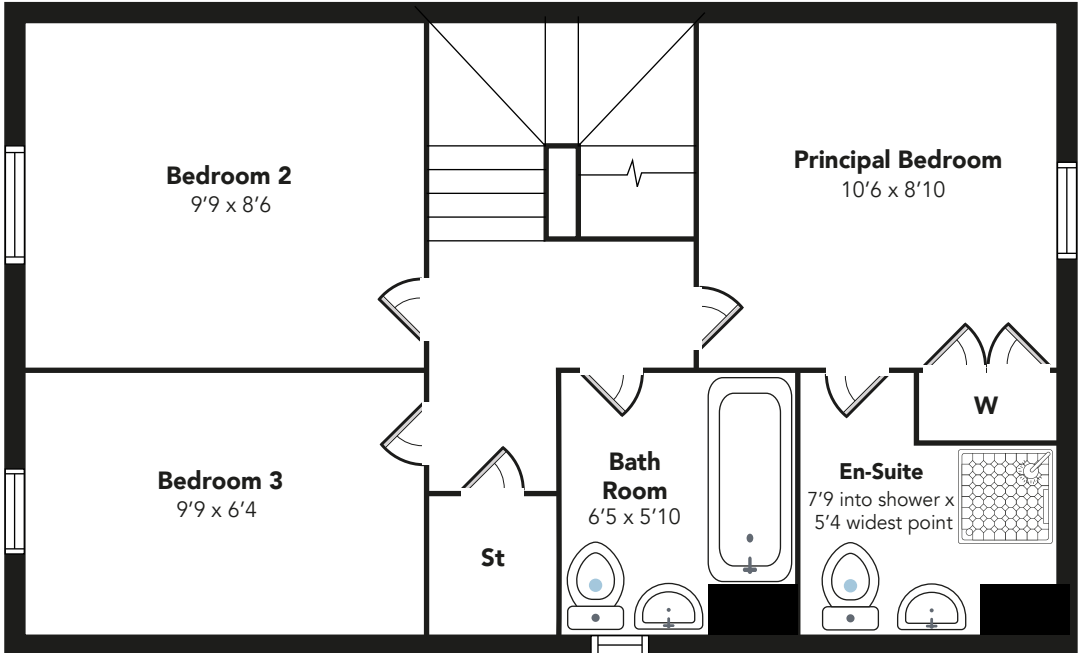 Bedroom 2
9’9 x 8’6
Principal Bedroom
10’6 x 8’10
Bedroom 3
9’9 x 6’4
St
Bath
Room
6’5 x 5’10
W
En-Suite
7’9 into shower x
5’4 widest point